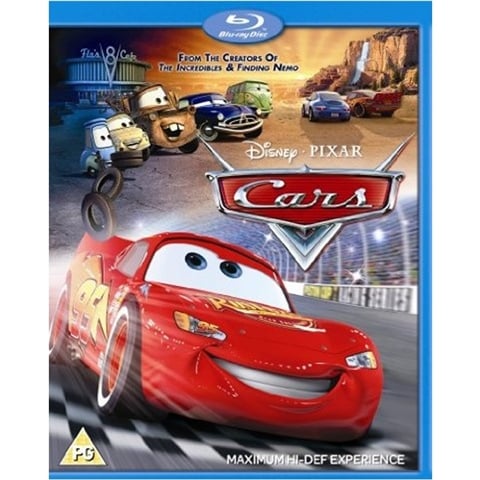 Blu-ray Disc
Flo's V8 Cafe
FROM THE CREATORS OF
THE INCREDIBLES & FINDING NEMO
DISNEY · PIXAR
Cars
95
PG
MAXIMUM HI-DEF EXPERIENCE